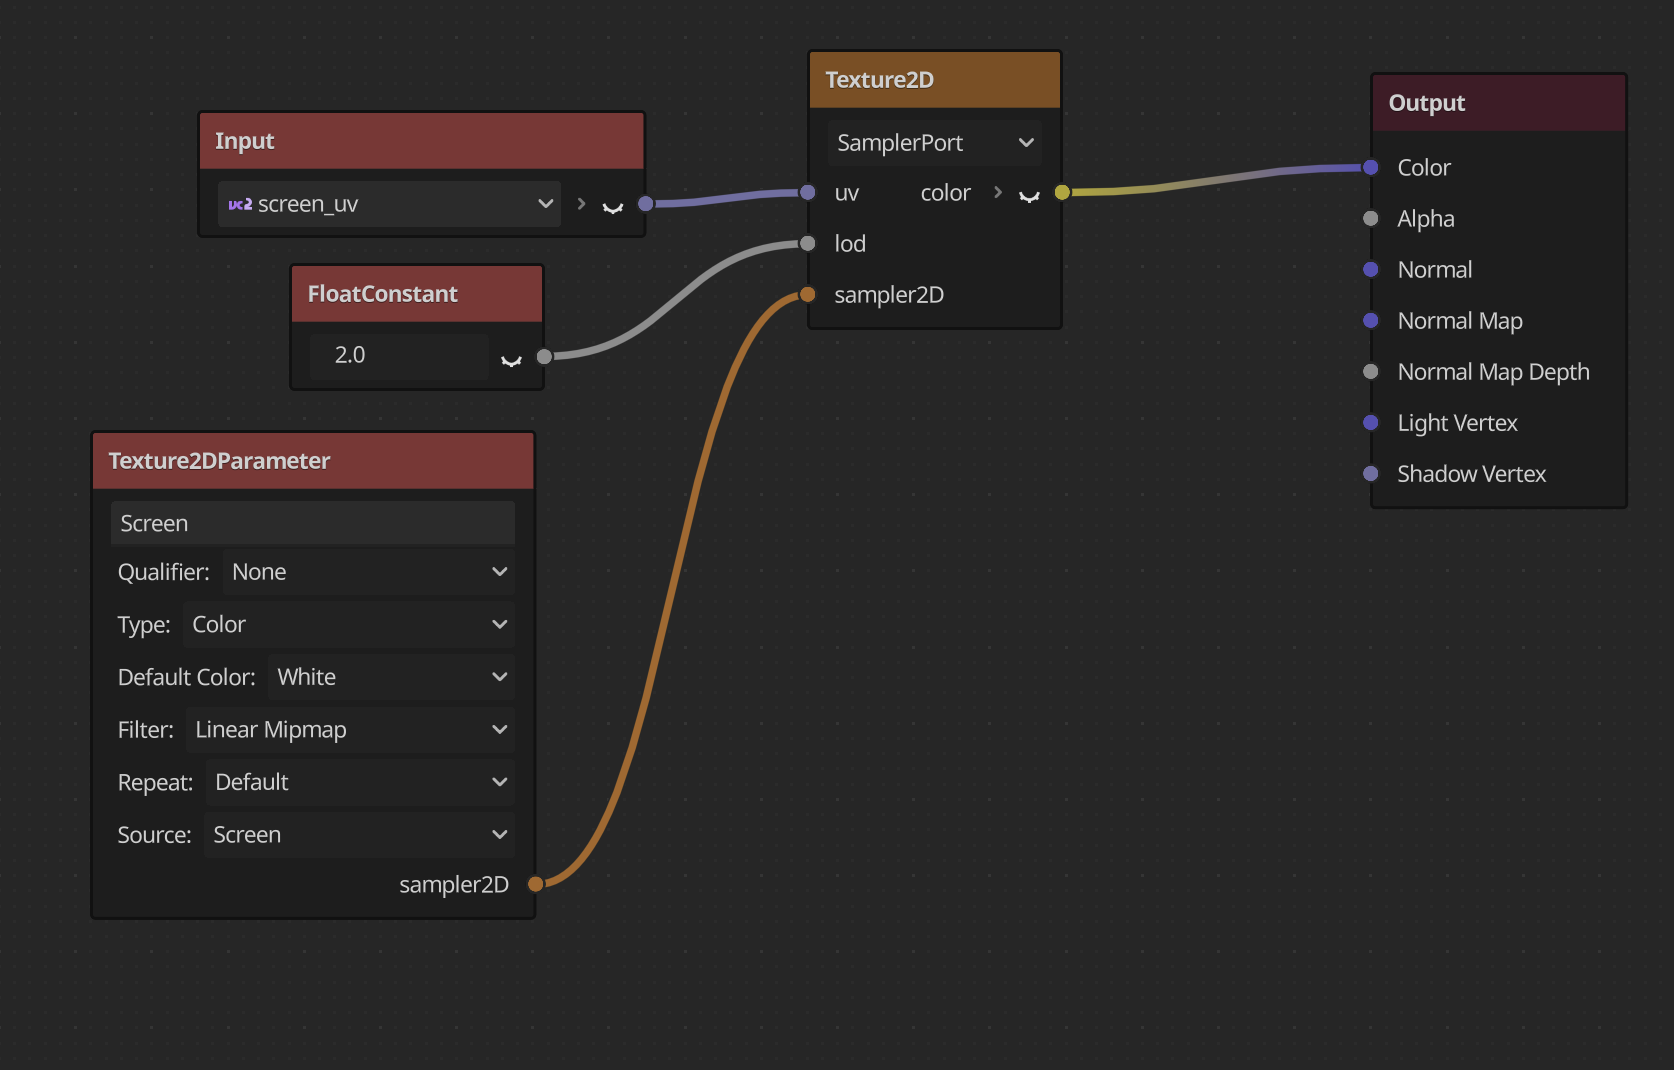 Input
vec2 screen_uv
FloatConstant
2.0
Texture2DParameter
Screen
Qualifier: None
Type: Color
Default Color: White
Filter: Linear Mipmap
Repeat: Default
Source: Screen
sampler2D
Texture2D
SamplerPort
uv color
lod
sampler2D
Output
Color
Alpha
Normal
Normal Map
Normal Map Depth
Light Vertex
Shadow Vertex